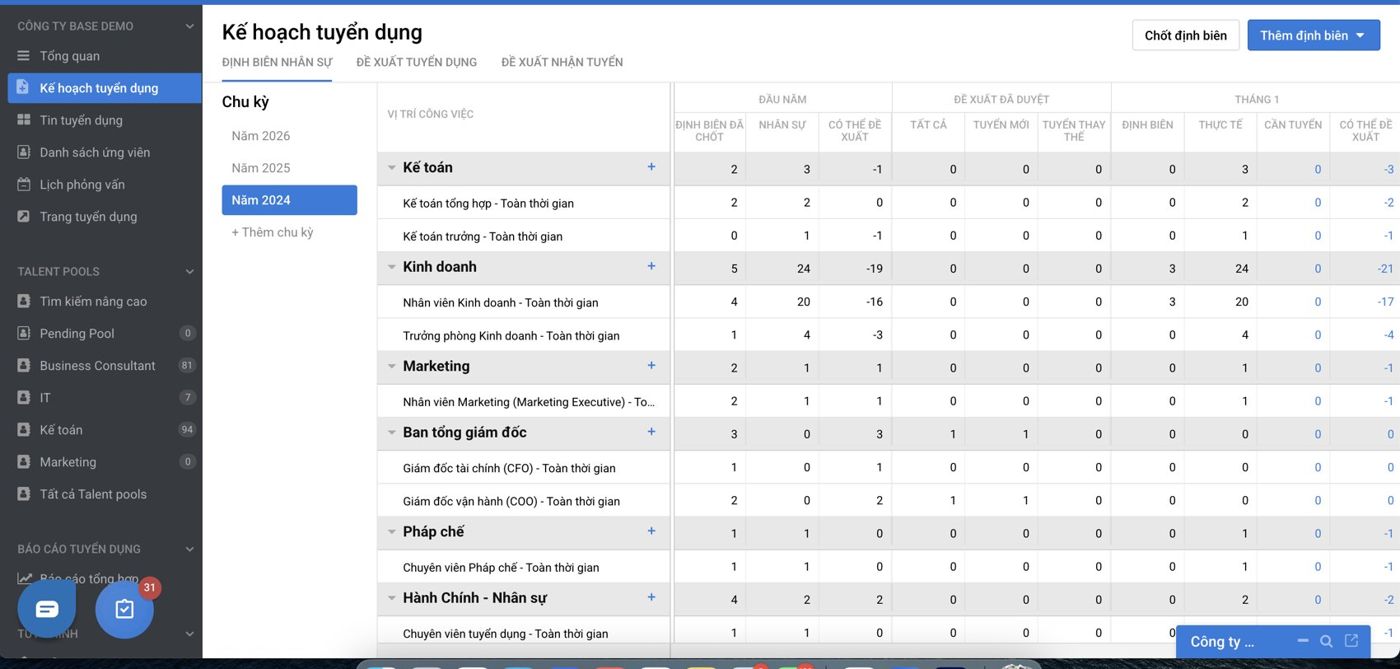 CÔNG TY BASE DEMO
Tổng quan
Kế hoạch tuyển dụng
Tin tuyển dụng
Danh sách ứng viên
Lịch phỏng vấn
Trang tuyển dụng
TALENT POOLS
Tìm kiếm nâng cao
Pending Pool 0
Business Consultant 81
IT 7
Kế toán 94
Marketing 0
Tất cả Talent pools
BÁO CÁO TUYỂN DỤNG
Báo cáo tổng hợp
31
Kế hoạch tuyển dụng
Chốt định biên Thêm định biên
ĐỊNH BIÊN NHÂN SỰ ĐỀ XUẤT TUYỂN DỤNG ĐỀ XUẤT NHẬN TUYỂN
Chu kỳ
Năm 2026
Năm 2025
Năm 2024
+ Thêm chu kỳ
VỊ TRÍ CÔNG VIỆC ĐẦU NĂM ĐỀ XUẤT ĐÃ DUYỆT THÁNG 1
ĐỊNH BIÊN ĐÃ CHỐT NHÂN SỰ CÓ THỂ ĐỀ XUẤT TẤT CẢ TUYỂN MỚI TUYỂN THAY THẾ ĐỊNH BIÊN THỰC TẾ CẦN TUYỂN CÓ THỂ ĐỀ XUẤT
Kế toán + 2 3 -1 0 0 0 0 3 0 -3
Kế toán tổng hợp - Toàn thời gian 2 2 0 0 0 0 0 2 0 -2
Kế toán trưởng - Toàn thời gian 0 1 -1 0 0 0 0 1 0 -1
Kinh doanh + 5 24 -19 0 0 0 3 24 0 -21
Nhân viên Kinh doanh - Toàn thời gian 4 20 -16 0 0 0 3 20 0 -17
Trưởng phòng Kinh doanh - Toàn thời gian 1 4 -3 0 0 0 0 4 0 -4
Marketing + 2 1 1 0 0 0 0 1 0 -1
Nhân viên Marketing (Marketing Executive) - To... 2 1 1 0 0 0 0 1 0 -1
Ban tổng giám đốc + 3 0 3 1 1 0 0 0 0 0
Giám đốc tài chính (CFO) - Toàn thời gian 1 0 1 0 0 0 0 0 0 0
Giám đốc vận hành (COO) - Toàn thời gian 2 0 2 1 1 0 0 0 0 0
Pháp chế + 1 1 0 0 0 0 0 1 0 -1
Chuyên viên Pháp chế - Toàn thời gian 1 1 0 0 0 0 0 1 0 -1
Hành Chính - Nhân sự + 4 2 2 0 0 0 0 2 0 -2
Chuyên viên tuyển dụng - Toàn thời gian 1 1 0 0 0 0 0 -1
Công ty ...